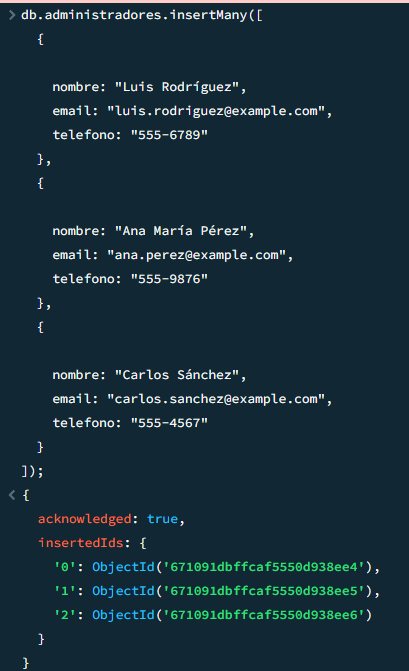 > db.administradores.insertMany([
{
nombre: "Luis Rodríguez",
email: "luis.rodriguez@example.com",
telefono: "555-6789"
},
{
nombre: "Ana María Pérez",
email: "ana.perez@example.com",
telefono: "555-9876"
},
{
nombre: "Carlos Sánchez",
email: "carlos.sanchez@example.com",
telefono: "555-4567"
}
]);
< {
acknowledged: true,
insertedIds: {
'0': ObjectId('671091dbffcaf5550d938ee4'),
'1': ObjectId('671091dbffcaf5550d938ee5'),
'2': ObjectId('671091dbffcaf5550d938ee6')
}
}